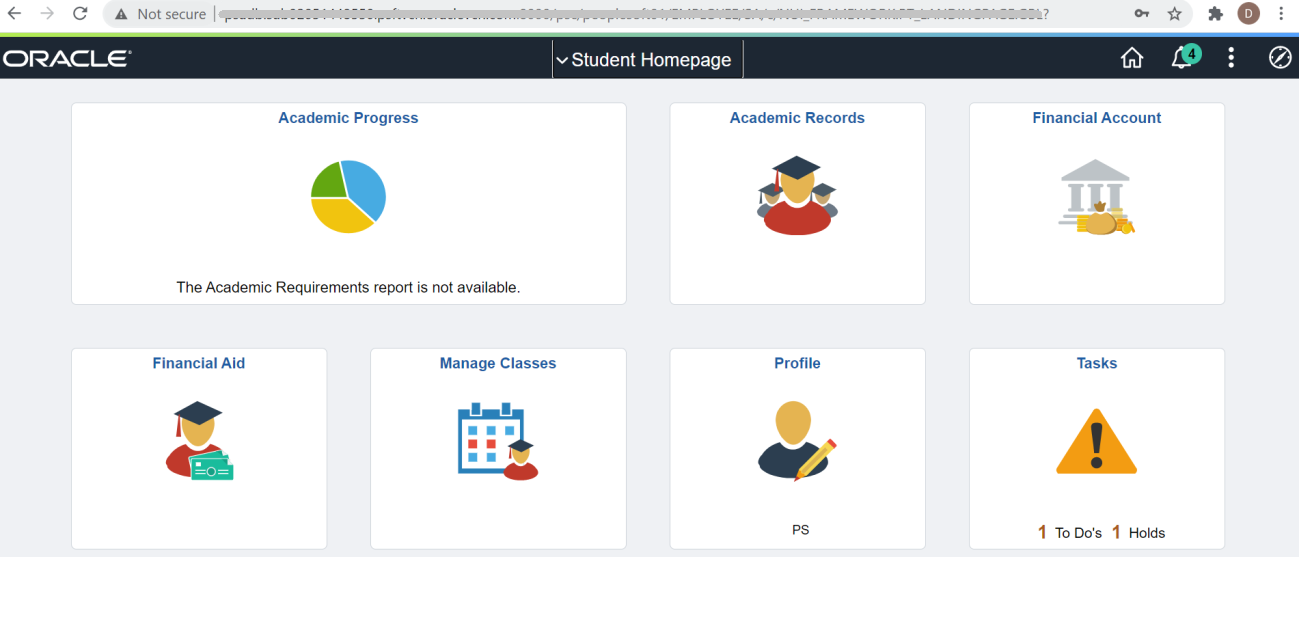 Not secure
ORACLE
Student Homepage
4
D
Academic Progress
The Academic Requirements report is not available.
Academic Records
Financial Account
Financial Aid
Manage Classes
Profile
PS
Tasks
1 To Do's 1 Holds